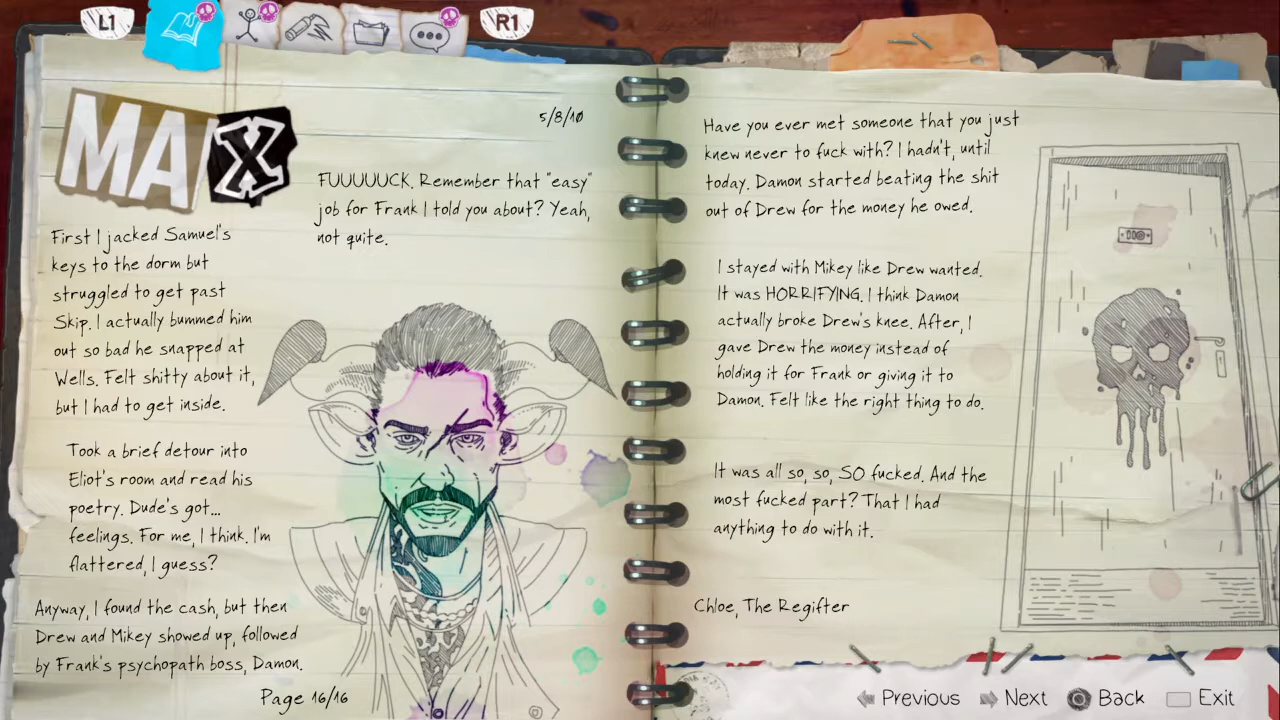 L1
R1
MAX
5/8/10
FUUUUUCK. Remember that "easy"
job for Frank I told you about? Yeah,
not quite.
First I jacked Samuel's
keys to the dorm but
struggled to get past
Skip. I actually bummed him
out so bad he snapped at
Wells. Felt shitty about it,
but I had to get inside.
Took a brief detour into
Eliot's room and read his
poetry. Dude's got...
feelings. For me, I think. I'm
flattered, I guess?
Anyway, I found the cash, but then
Drew and Mikey showed up, followed
by Frank's psychopath boss, Damon.
Page 16/16
Have you ever met someone that you just
knew never to fuck with? I hadn't, until
today. Damon started beating the shit
out of Drew for the money he owed.
I stayed with Mikey like Drew wanted.
It was HORRIFYING. I think Damon
actually broke Drew's knee. After, I
gave Drew the money instead of
holding it for Frank or giving it to
Damon. Felt like the right thing to do.
It was all so, so, SO fucked. And the
most fucked part? That I had
anything to do with it.
Chloe, The Regifter
Previous Next Back Exit